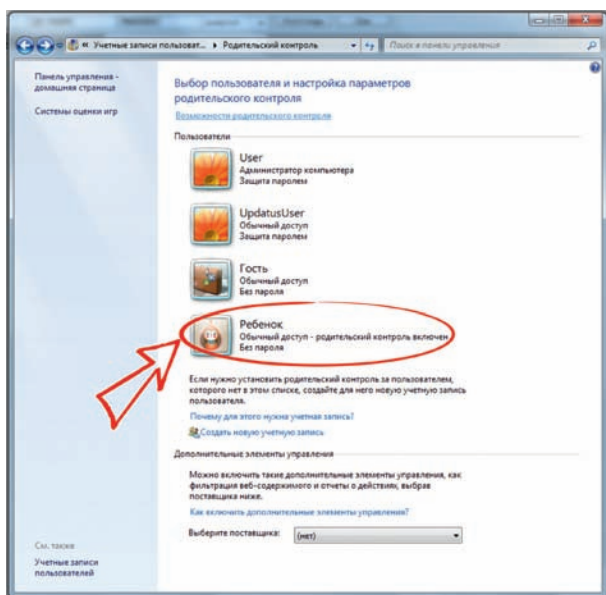 « Учетные записи пользоват... ▸ Родительский контроль
Поиск в панели управления
Панель управления -
домашняя страница
Системы оценки игр
Выбор пользователя и настройка параметров
родительского контроля
Возможности родительского контроля
Пользователи
User
Администратор компьютера
Защита паролем
UpdatusUser
Обычный доступ
Защита паролем
Гость
Обычный доступ
Без пароля
Ребенок
Обычный доступ - родительский контроль включен
Без пароля
Если нужно установить родительский контроль за пользователем,
которого нет в этом списке, создайте для него новую учетную запись
пользователя.
Почему для этого нужна учетная запись?
Создать новую учетную запись
Дополнительные элементы управления
Можно включить такие дополнительные элементы управления, как
фильтрация веб-содержимого и отчеты о действиях, выбрав
поставщика ниже.
Как включить дополнительные элементы управления?
Выберите поставщика: (нет)
См. также
Учетные записи
пользователей